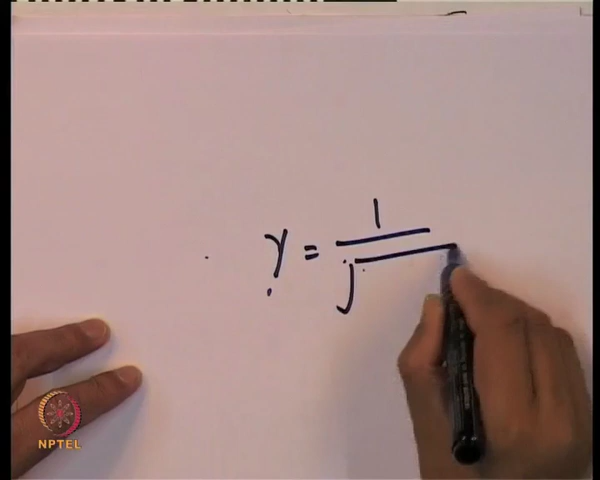 γ = 1 / √
NPTEL